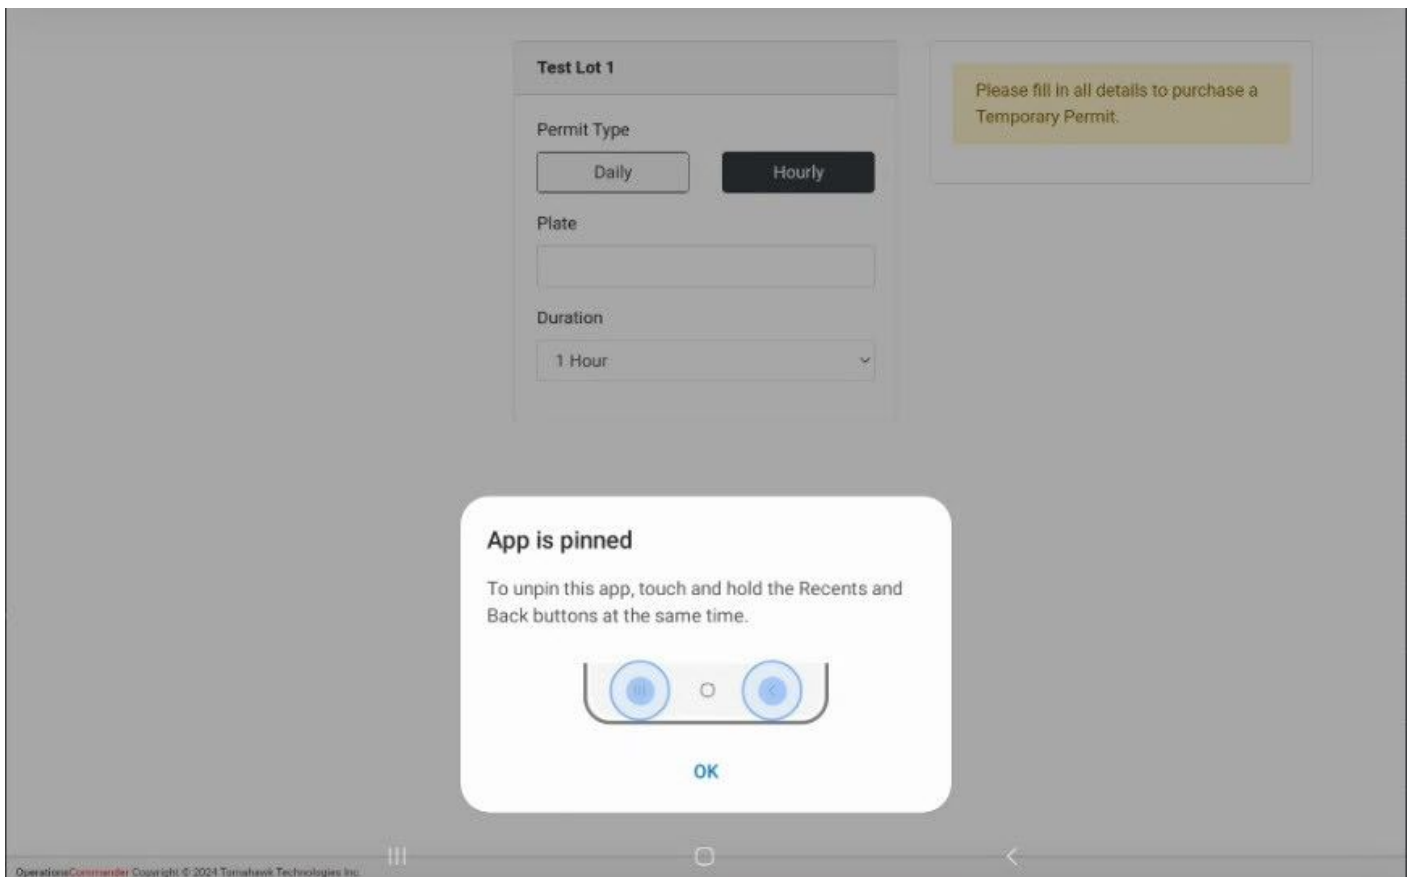 Test Lot 1
Please fill in all details to purchase a
Temporary Permit.
Permit Type
Daily
Hourly
Plate
Duration
1 Hour
App is pinned
To unpin this app, touch and hold the Recents and
Back buttons at the same time.
OK
OperationsCommander Copyright © 2024 Tomahawk Technologies Inc.